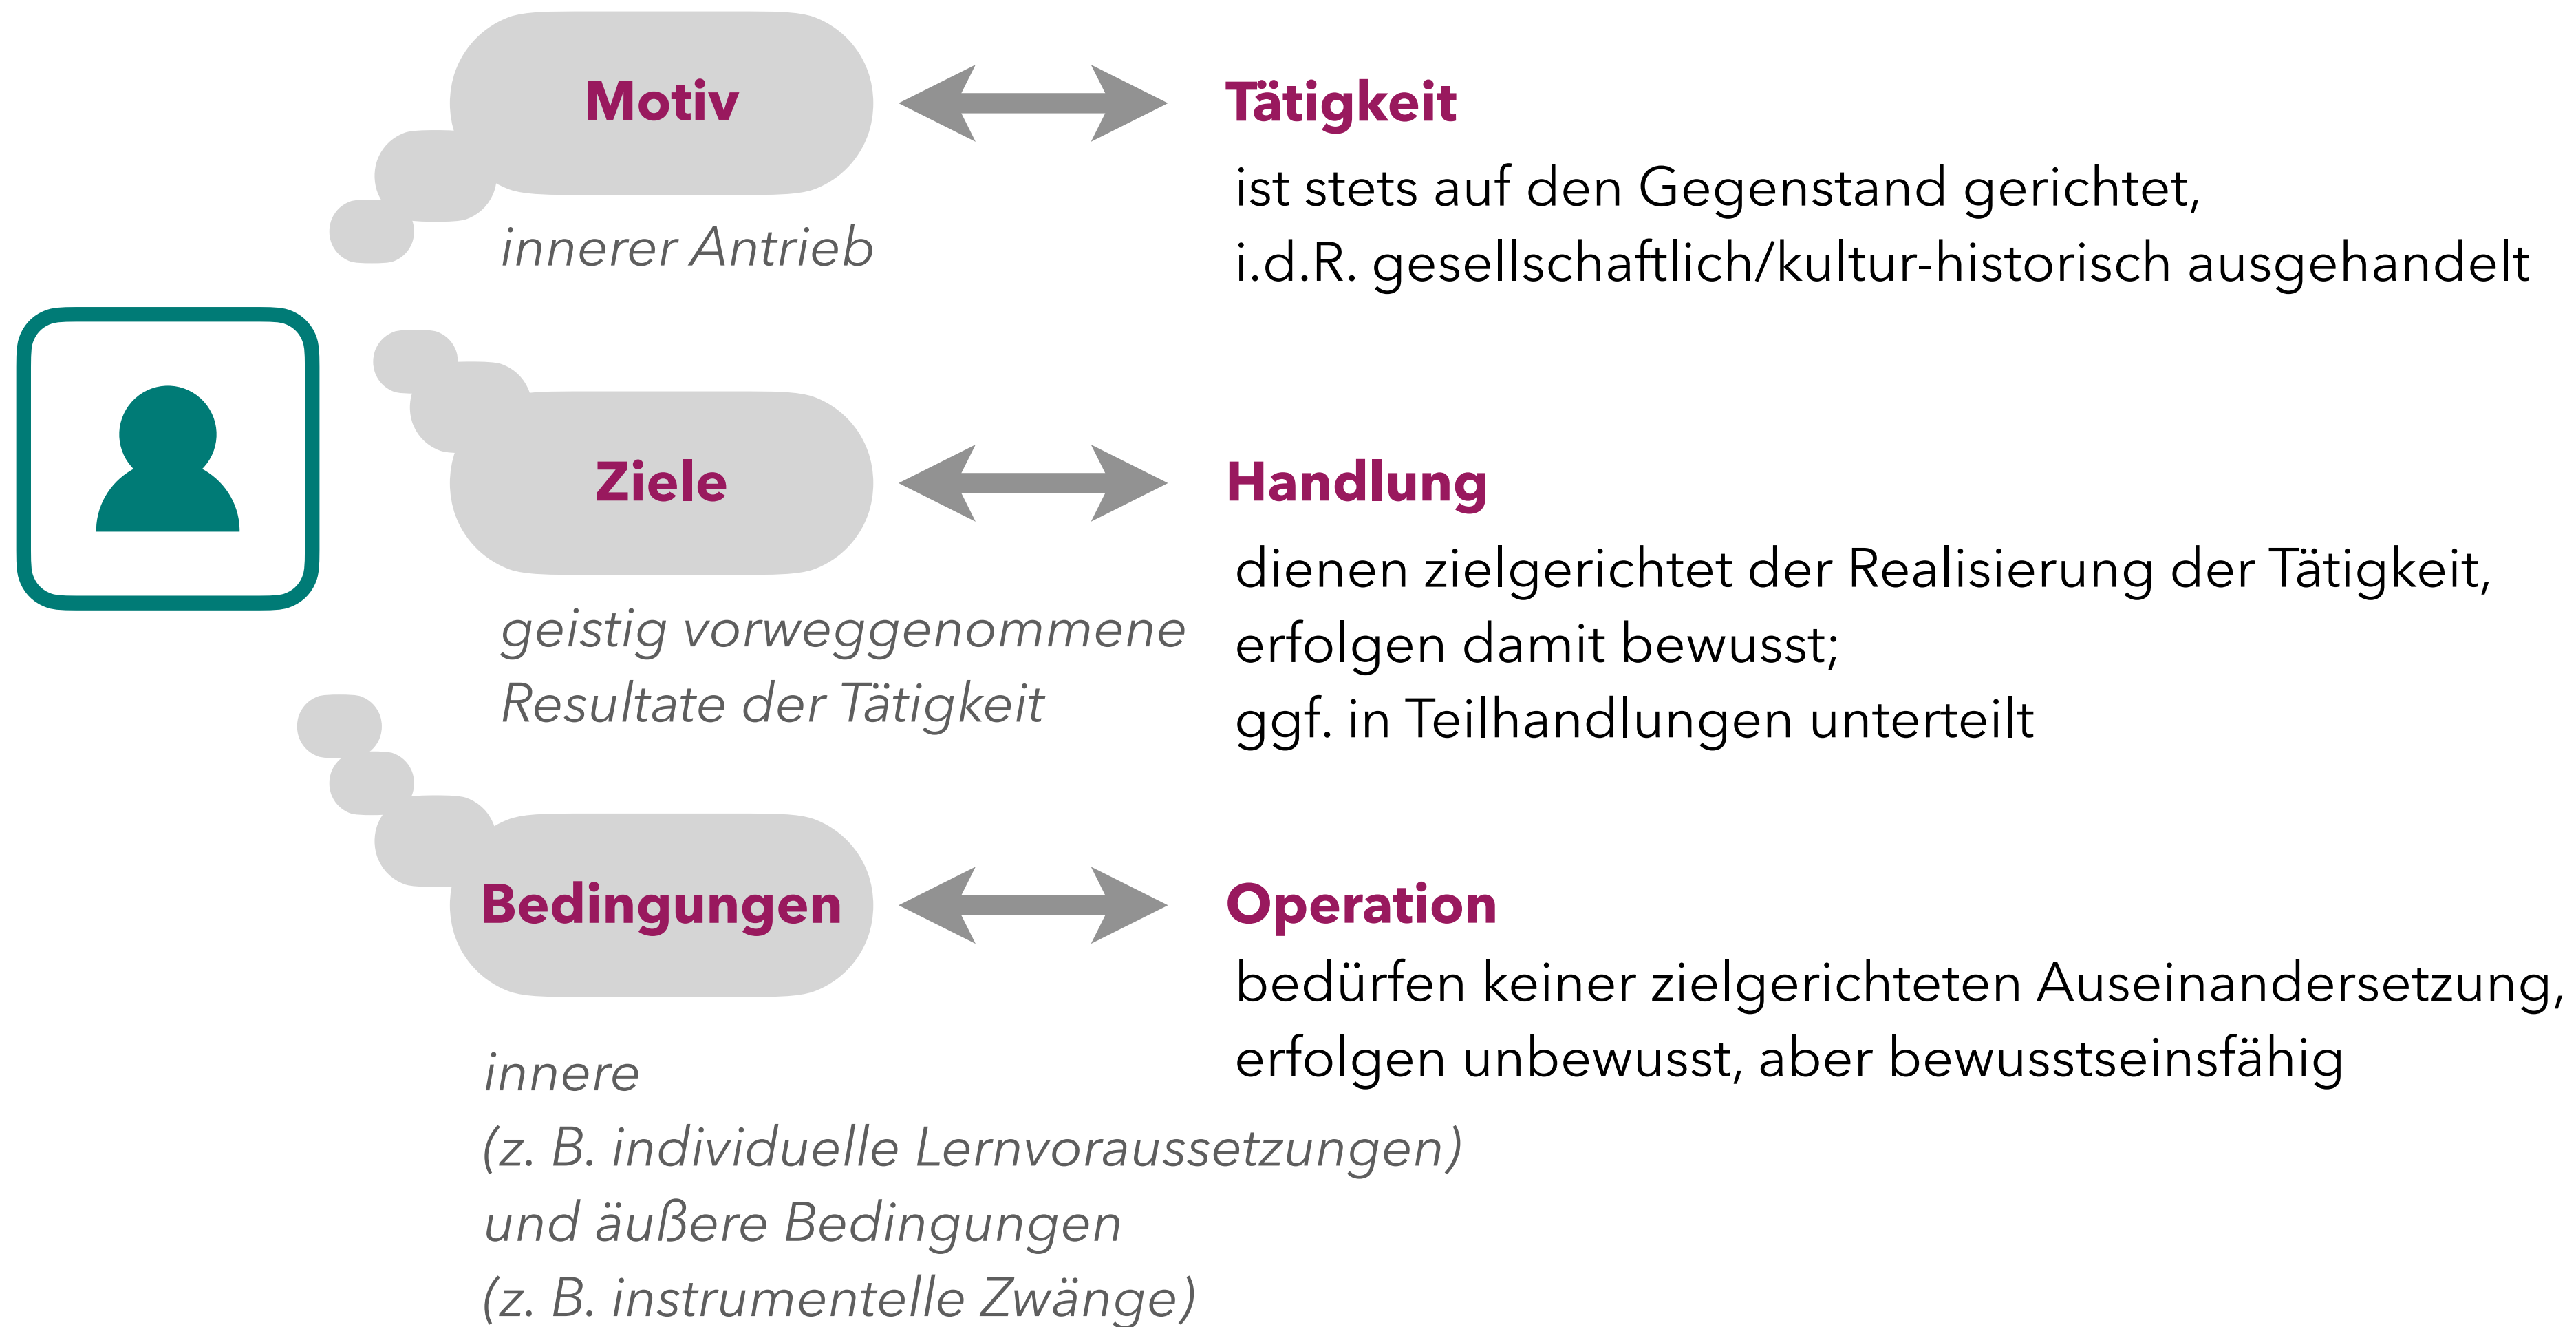 Motiv
innerer Antrieb
Tätigkeit
ist stets auf den Gegenstand gerichtet,
i.d.R. gesellschaftlich/kultur-historisch ausgehandelt
Ziele
geistig vorweggenommene
Resultate der Tätigkeit
Handlung
dienen zielgerichtet der Realisierung der Tätigkeit,
erfolgen damit bewusst;
ggf. in Teilhandlungen unterteilt
Bedingungen
innere
(z. B. individuelle Lernvoraussetzungen)
und äußere Bedingungen
(z. B. instrumentelle Zwänge)
Operation
bedürfen keiner zielgerichteten Auseinandersetzung,
erfolgen unbewusst, aber bewusstseinsfähig